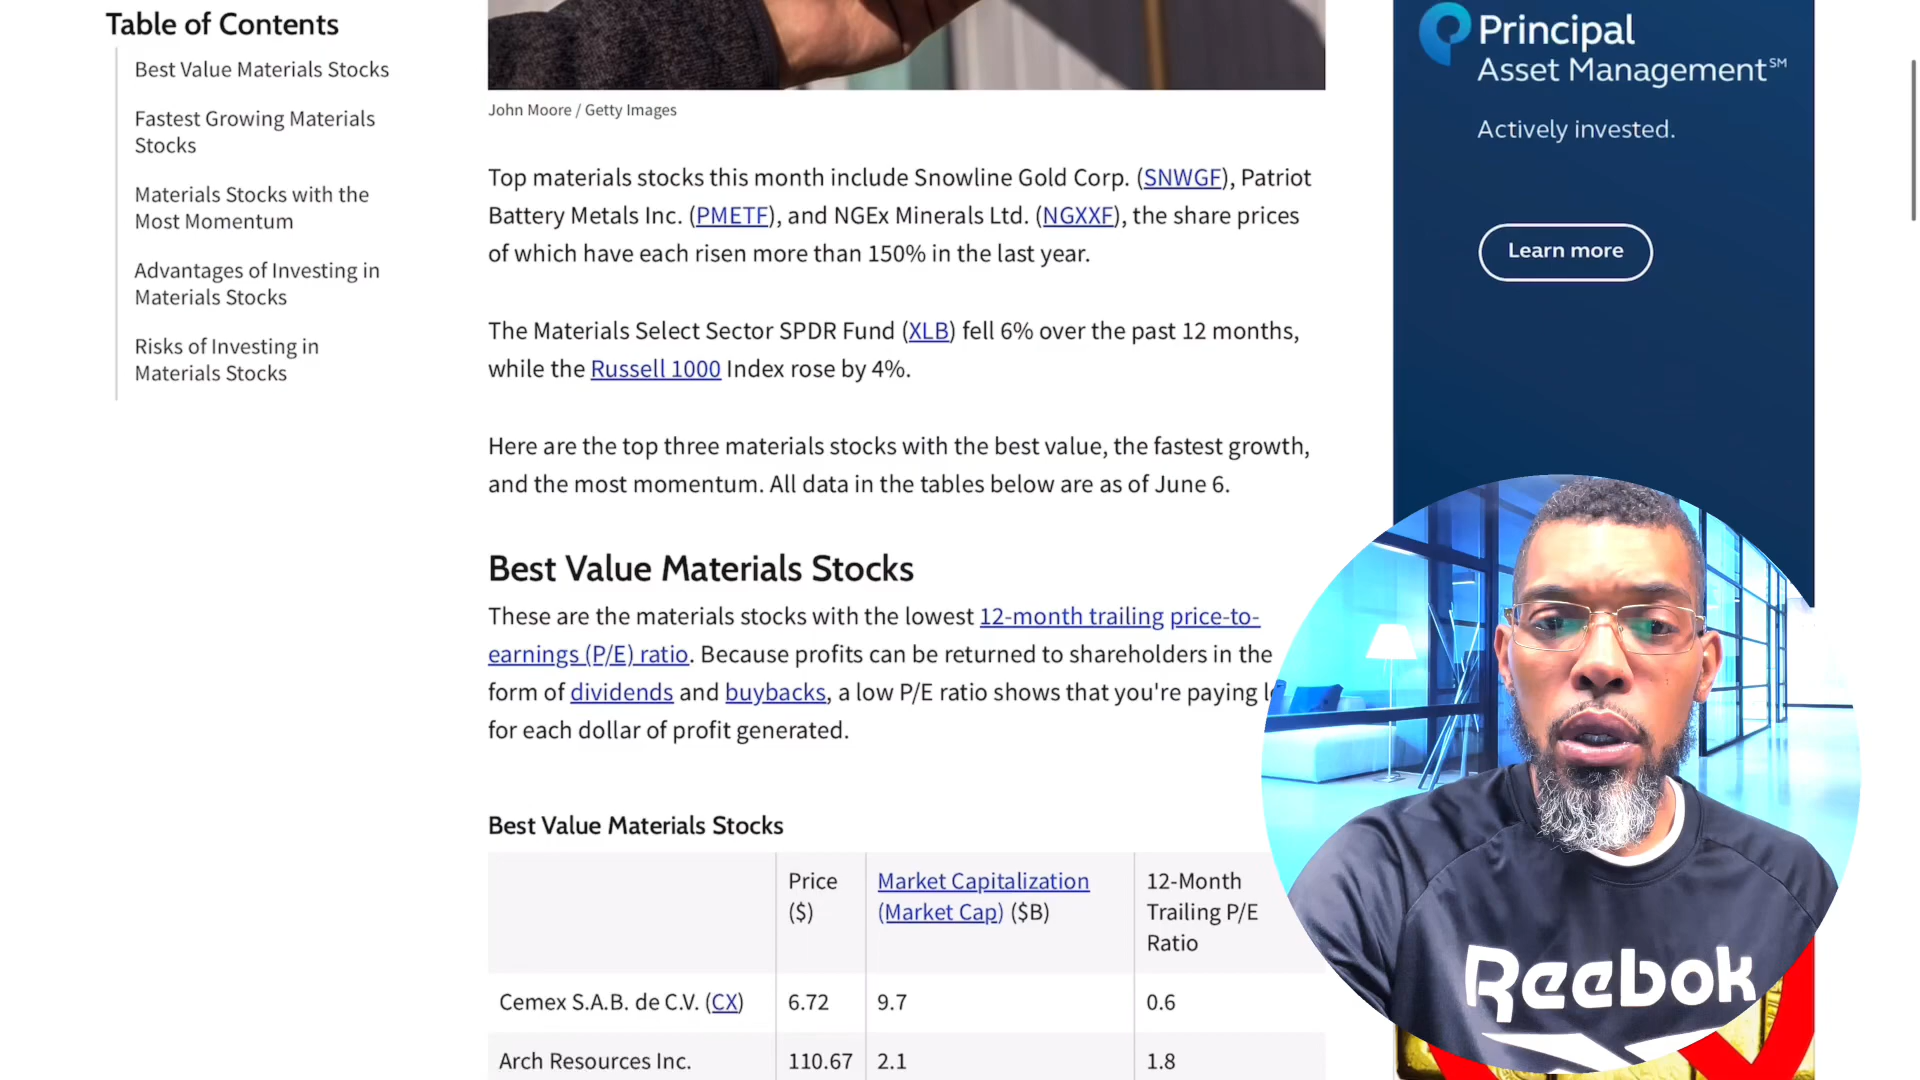 Table of Contents
Best Value Materials Stocks
Fastest Growing Materials
Stocks
Materials Stocks with the
Most Momentum
Advantages of Investing in
Materials Stocks
Risks of Investing in
Materials Stocks
John Moore / Getty Images
Top materials stocks this month include Snowline Gold Corp. (SNWGF), Patriot
Battery Metals Inc. (PMETF), and NGEx Minerals Ltd. (NGXXF), the share prices
of which have each risen more than 150% in the last year.
The Materials Select Sector SPDR Fund (XLB) fell 6% over the past 12 months,
while the Russell 1000 Index rose by 4%.
Here are the top three materials stocks with the best value, the fastest growth,
and the most momentum. All data in the tables below are as of June 6.
Best Value Materials Stocks
These are the materials stocks with the lowest 12-month trailing price-to-
earnings (P/E) ratio. Because profits can be returned to shareholders in the
form of dividends and buybacks, a low P/E ratio shows that you're paying
for each dollar of profit generated.
Best Value Materials Stocks
Price
($)
Market Capitalization
(Market Cap) ($B)
12-Month
Trailing P/E
Ratio
Cemex S.A.B. de C.V. (CX) 6.72 9.7 0.6
Arch Resources Inc. 110.67 2.1 1.8
Principal
Asset Management℠
Actively invested.
Learn more
Reebok